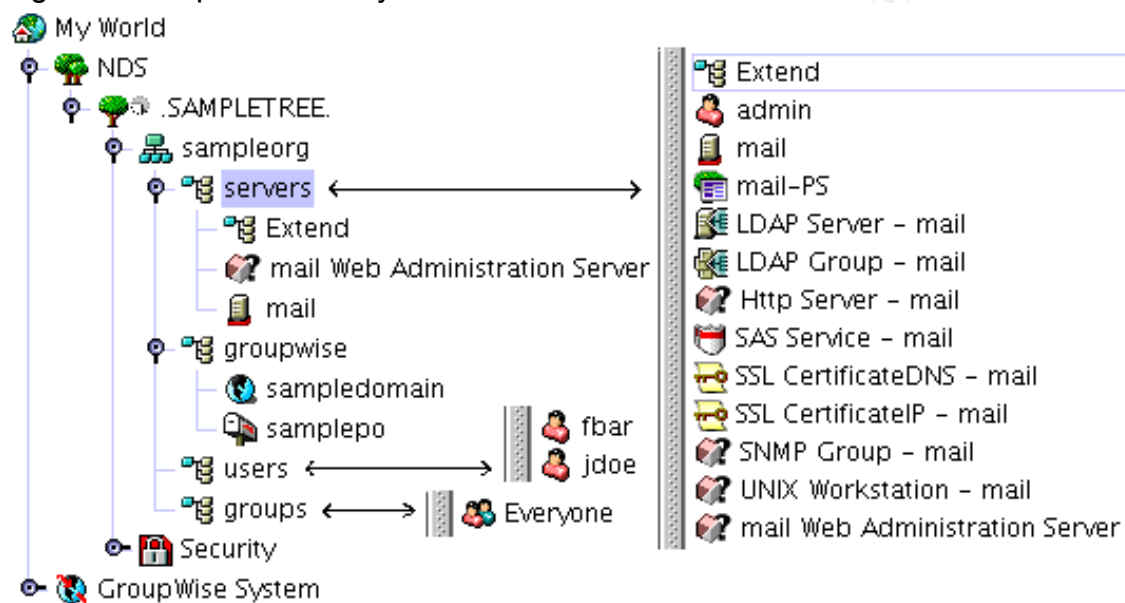 My World
NDS
.SAMPLETREE.
sampleorg
servers
Extend
mail Web Administration Server
mail
groupwise
sampledomain
samplepo
users
fbar
jdoe
groups
Everyone
Security
GroupWise System
Extend
admin
mail
mail-PS
LDAP Server - mail
LDAP Group - mail
Http Server - mail
SAS Service - mail
SSL CertificateDNS - mail
SSL CertificateIP - mail
SNMP Group - mail
UNIX Workstation - mail
mail Web Administration Server